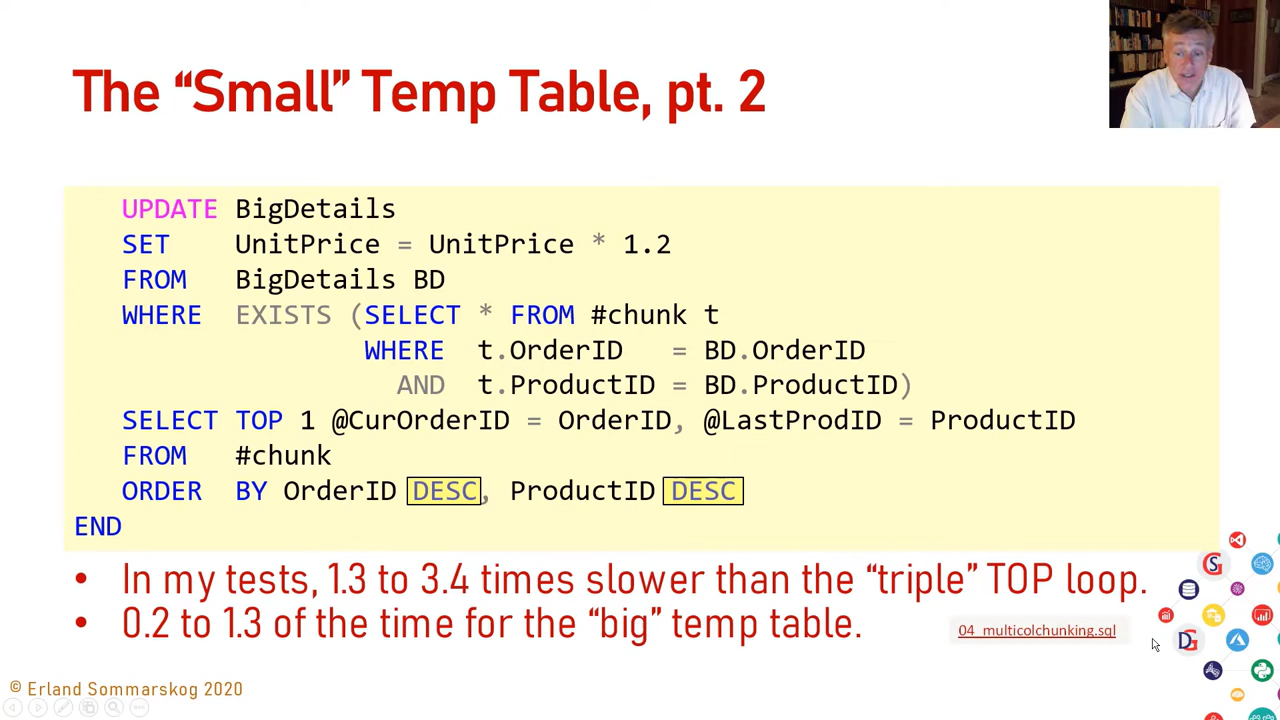 The “Small” Temp Table, pt. 2
UPDATE BigDetails
SET UnitPrice = UnitPrice * 1.2
FROM BigDetails BD
WHERE EXISTS (SELECT * FROM #chunk t
WHERE t.OrderID = BD.OrderID
AND t.ProductID = BD.ProductID)
SELECT TOP 1 @CurOrderID = OrderID, @LastProdID = ProductID
FROM #chunk
ORDER BY OrderID DESC, ProductID DESC
END
• In my tests, 1.3 to 3.4 times slower than the “triple” TOP loop.
• 0.2 to 1.3 of the time for the “big” temp table.
04_multicolchunking.sql
© Erland Sommarskog 2020